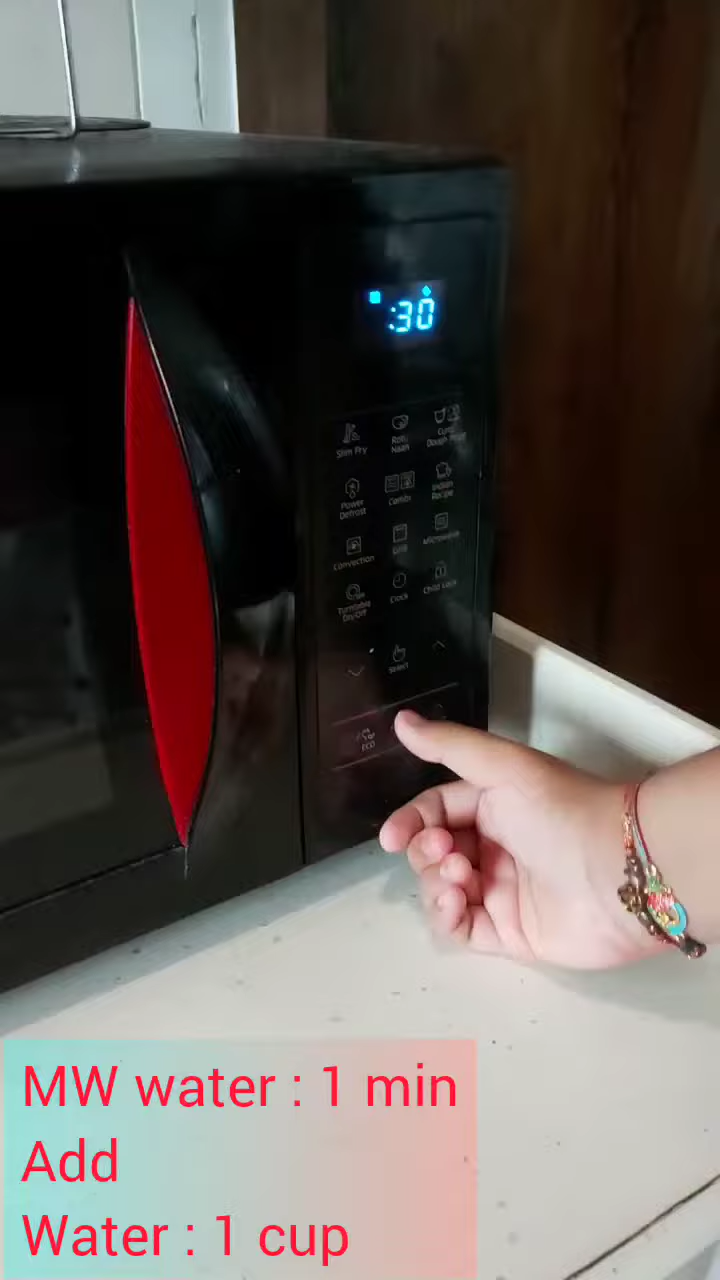 :30
Slim Fry
Roti/
Naan
Curd/
Dough Proof
Power
Defrost
Combi
Indian
Recipe
Convection
Grill
Microwave
Turntable
On/Off
Clock
Child Lock
Select
ECO
MW water : 1 min
Add
Water : 1 cup